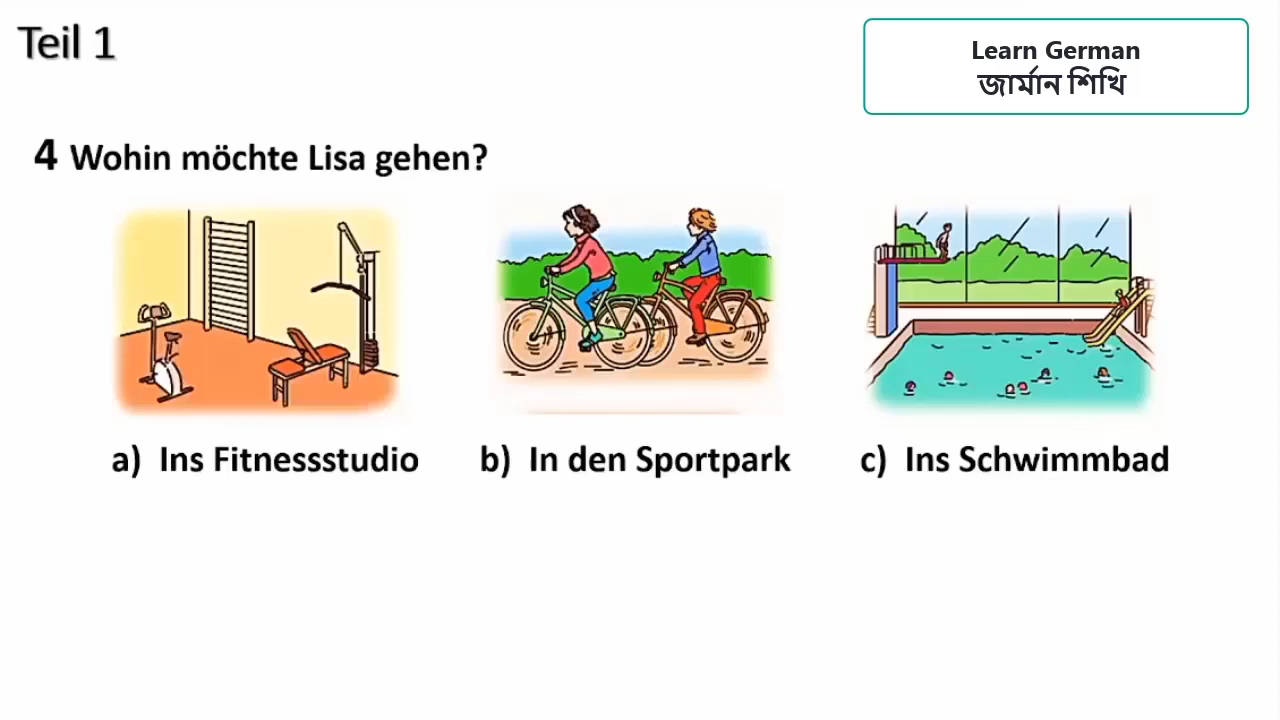 Teil 1
Learn German
জার্মান শিখি
4 Wohin möchte Lisa gehen?
a) Ins Fitnessstudio
b) In den Sportpark
c) Ins Schwimmbad